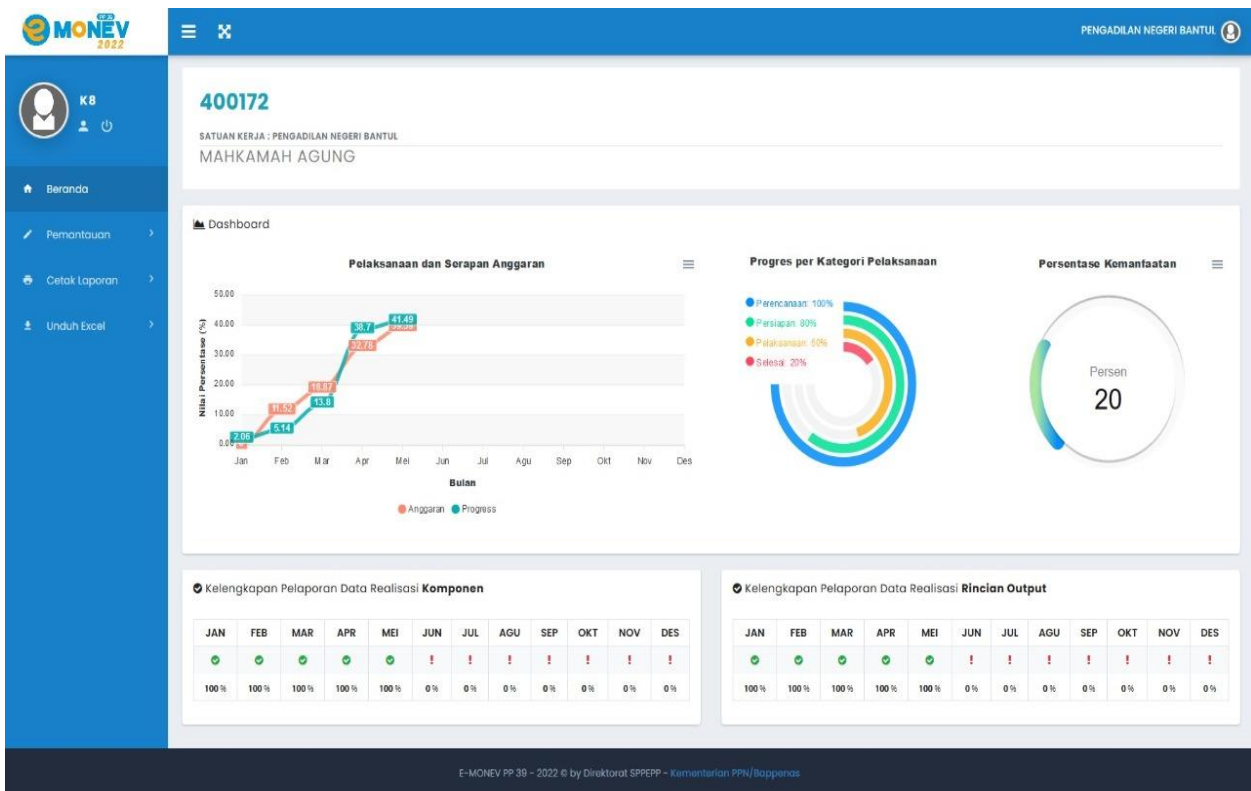 PP 39
e MONEV
2022
PENGADILAN NEGERI BANTUL
K8
Beranda
Pemantauan
Cetak Laporan
Unduh Excel
400172
SATUAN KERJA : PENGADILAN NEGERI BANTUL
MAHKAMAH AGUNG
Dashboard
Pelaksanaan dan Serapan Anggaran
50.00
40.00
30.00
20.00
10.00
0.00
Nilai Persentase (%)
2.06
11.52
5.14
18.87
13.8
38.7
32.78
41.49
Jan Feb Mar Apr Mei Jun Jul Agu Sep Okt Nov Des
Bulan
Anggaran Progress
Progres per Kategori Pelaksanaan
Perencanaan: 100%
Persiapan: 80%
Pelaksanaan: 60%
Selesai: 20%
Persentase Kemanfaatan
Persen
20
Kelengkapan Pelaporan Data Realisasi Komponen
JAN FEB MAR APR MEI JUN JUL AGU SEP OKT NOV DES
! ! ! ! ! ! !
100 % 100 % 100 % 100 % 100 % 0 % 0 % 0 % 0 % 0 % 0 % 0 %
Kelengkapan Pelaporan Data Realisasi Rincian Output
JAN FEB MAR APR MEI JUN JUL AGU SEP OKT NOV DES
! ! ! ! ! ! !
100 % 100 % 100 % 100 % 100 % 0 % 0 % 0 % 0 % 0 % 0 % 0 %
E-MONEV PP 39 - 2022 © by Direktorat SPPEPP - Kementerian PPN/Bappenas